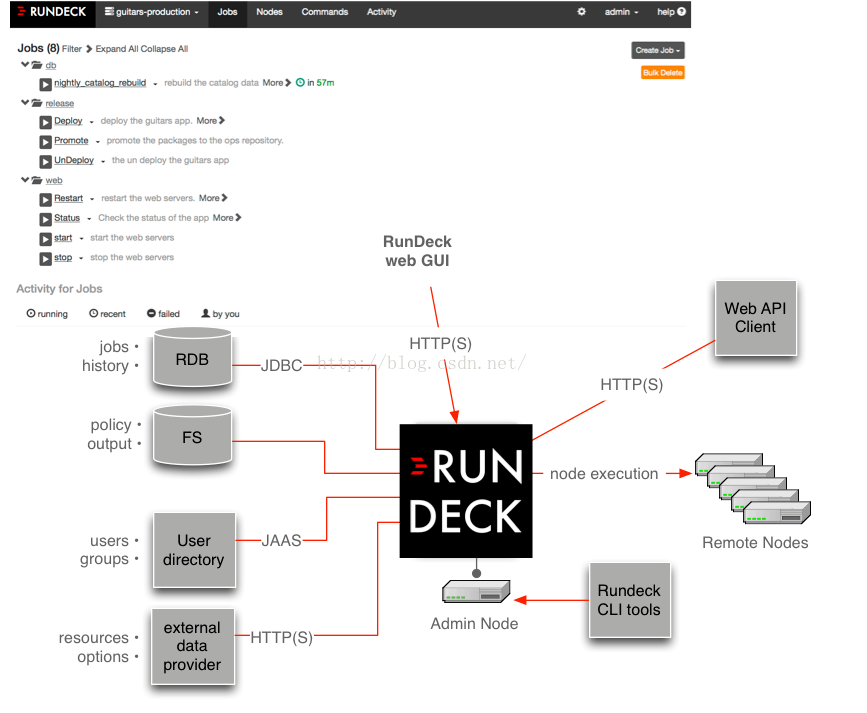 RUNDECK guitars-production Jobs Nodes Commands Activity admin help
Jobs (8) Filter Expand All Collapse All Create Job
db Bulk Delete
nightly_catalog_rebuild rebuild the catalog data More in 57m
release
Deploy deploy the guitars app. More
Promote promote the packages to the ops repository.
UnDeploy the un deploy the guitars app
web
Restart restart the web servers. More
Status Check the status of the app More
start start the web servers
stop stop the web servers
Activity for Jobs
running recent failed by you
RunDeck
web GUI
HTTP(S)
Web API
Client
HTTP(S)
jobs •
history •
RDB
JDBC
http://blog.csdn.net/
policy •
output •
FS
RUN
DECK
node execution
Remote Nodes
users •
groups •
User
directory
JAAS
Admin Node
Rundeck
CLI tools
resources •
options •
external
data
provider
HTTP(S)